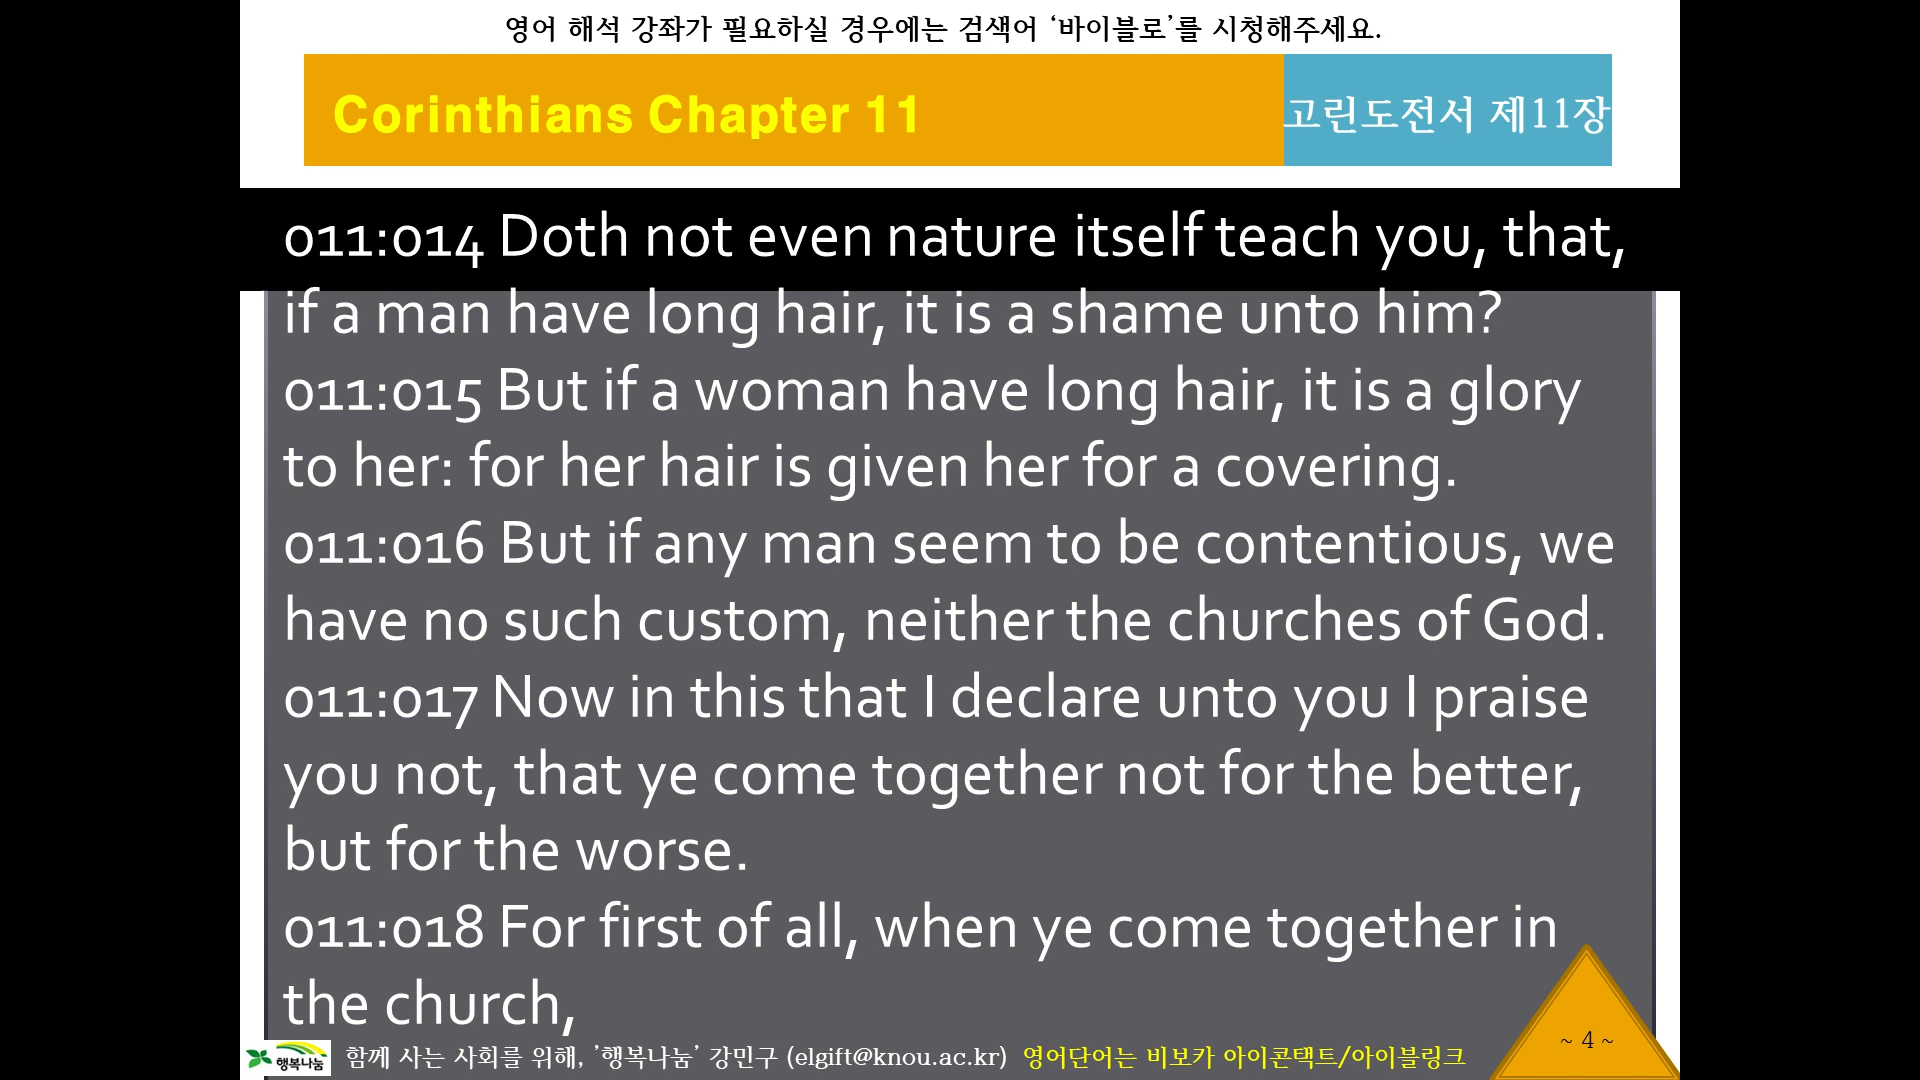 영어 해석 강좌가 필요하실 경우에는 검색어 ‘바이블로’를 시청해주세요.
Corinthians Chapter 11
고린도전서 제11장
011:014 Doth not even nature itself teach you, that,
if a man have long hair, it is a shame unto him?
011:015 But if a woman have long hair, it is a glory
to her: for her hair is given her for a covering.
011:016 But if any man seem to be contentious, we
have no such custom, neither the churches of God.
011:017 Now in this that I declare unto you I praise
you not, that ye come together not for the better,
but for the worse.
011:018 For first of all, when ye come together in
the church,
~ 4 ~
행복나눔 함께 사는 사회를 위해, ’행복나눔’ 강민구 (elgift@knou.ac.kr) 영어단어는 비보카 아이콘택트/아이블링크